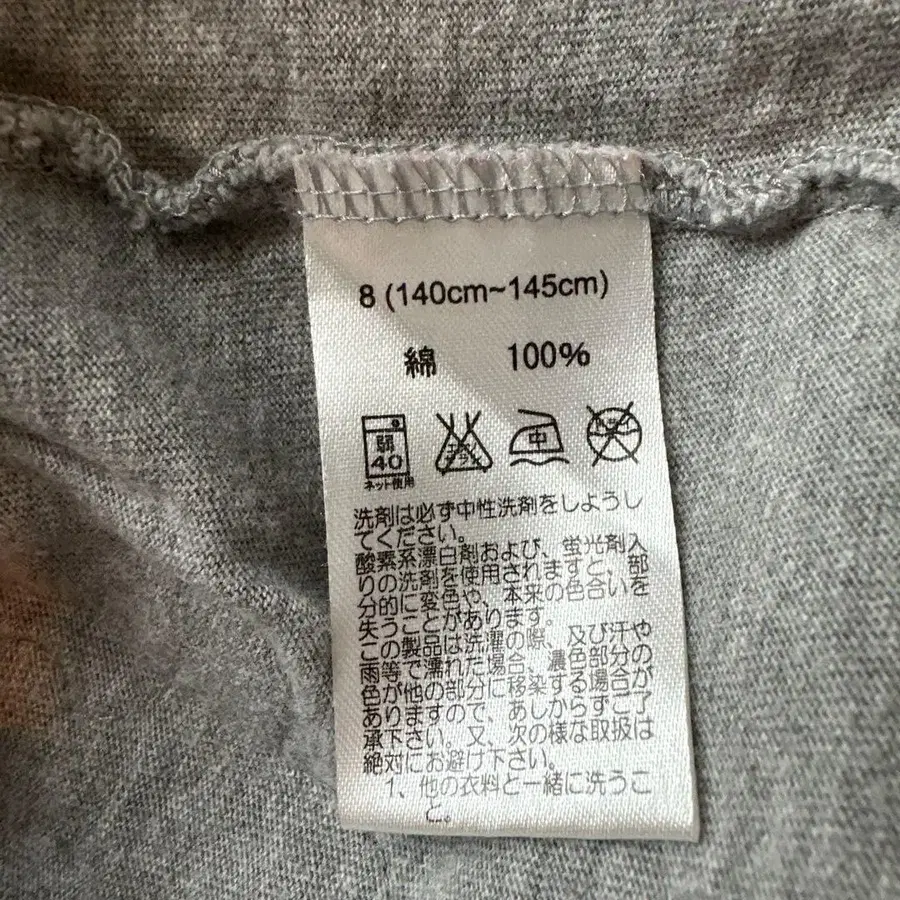 8 (140cm~145cm)
綿 100%
弱
40
中
ネット使用
洗剤は必ず中性洗剤をしようし
てください。
酸素系漂白剤および、蛍光剤入
りの洗剤を使用されますと、部
分的に変色や、本来の色合いを
失うことがあります。
この製品は洗濯の際、及び汗や
雨等で濡れた場合、濃色部分の
色が他の部分に移染する場合が
ありますので、あしからずご了
承下さい。又、次の様な取扱は
絶対にお避け下さい。
1、他の衣料と一緒に洗うこ
と。